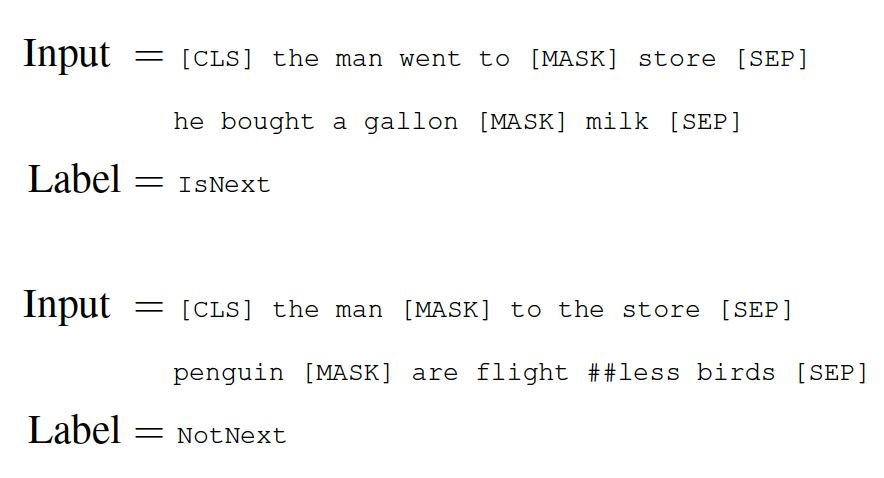 Input = [CLS] the man went to [MASK] store [SEP]
he bought a gallon [MASK] milk [SEP]
Label = IsNext
Input = [CLS] the man [MASK] to the store [SEP]
penguin [MASK] are flight ##less birds [SEP]
Label = NotNext